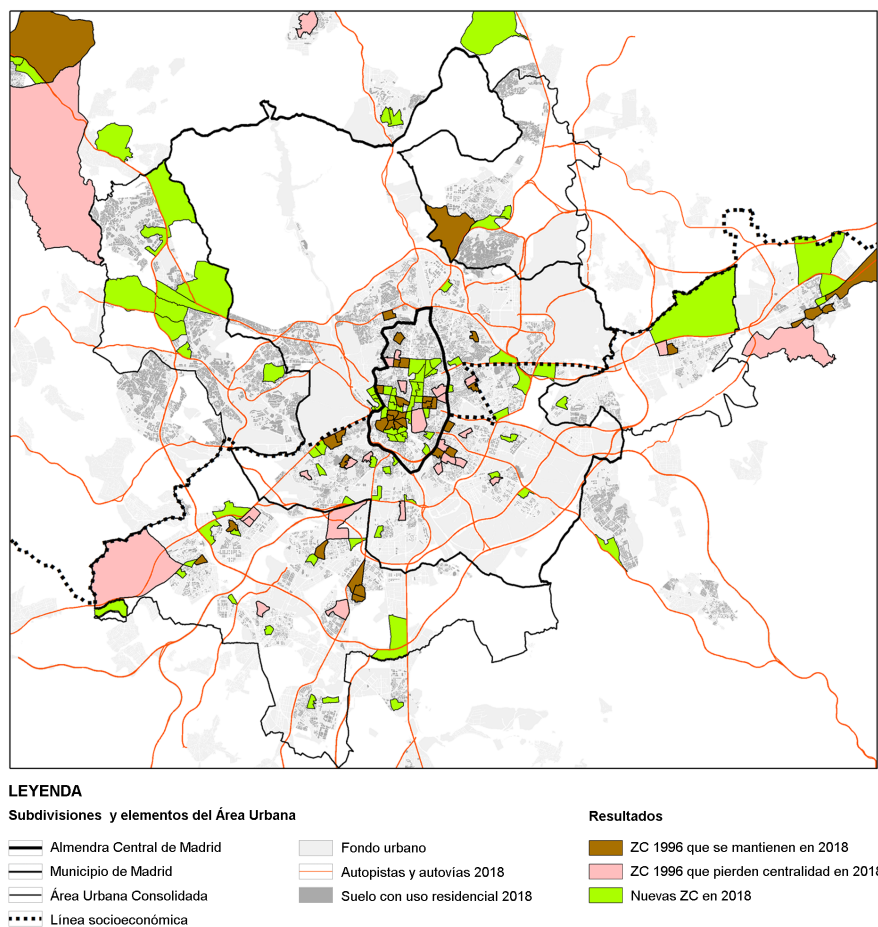 LEYENDA
Subdivisiones y elementos del Área Urbana
Almendra Central de Madrid
Municipio de Madrid
Área Urbana Consolidada
Línea socioeconómica
Fondo urbano
Autopistas y autovías 2018
Suelo con uso residencial 2018
Resultados
ZC 1996 que se mantienen en 2018
ZC 1996 que pierden centralidad en 2018
Nuevas ZC en 2018